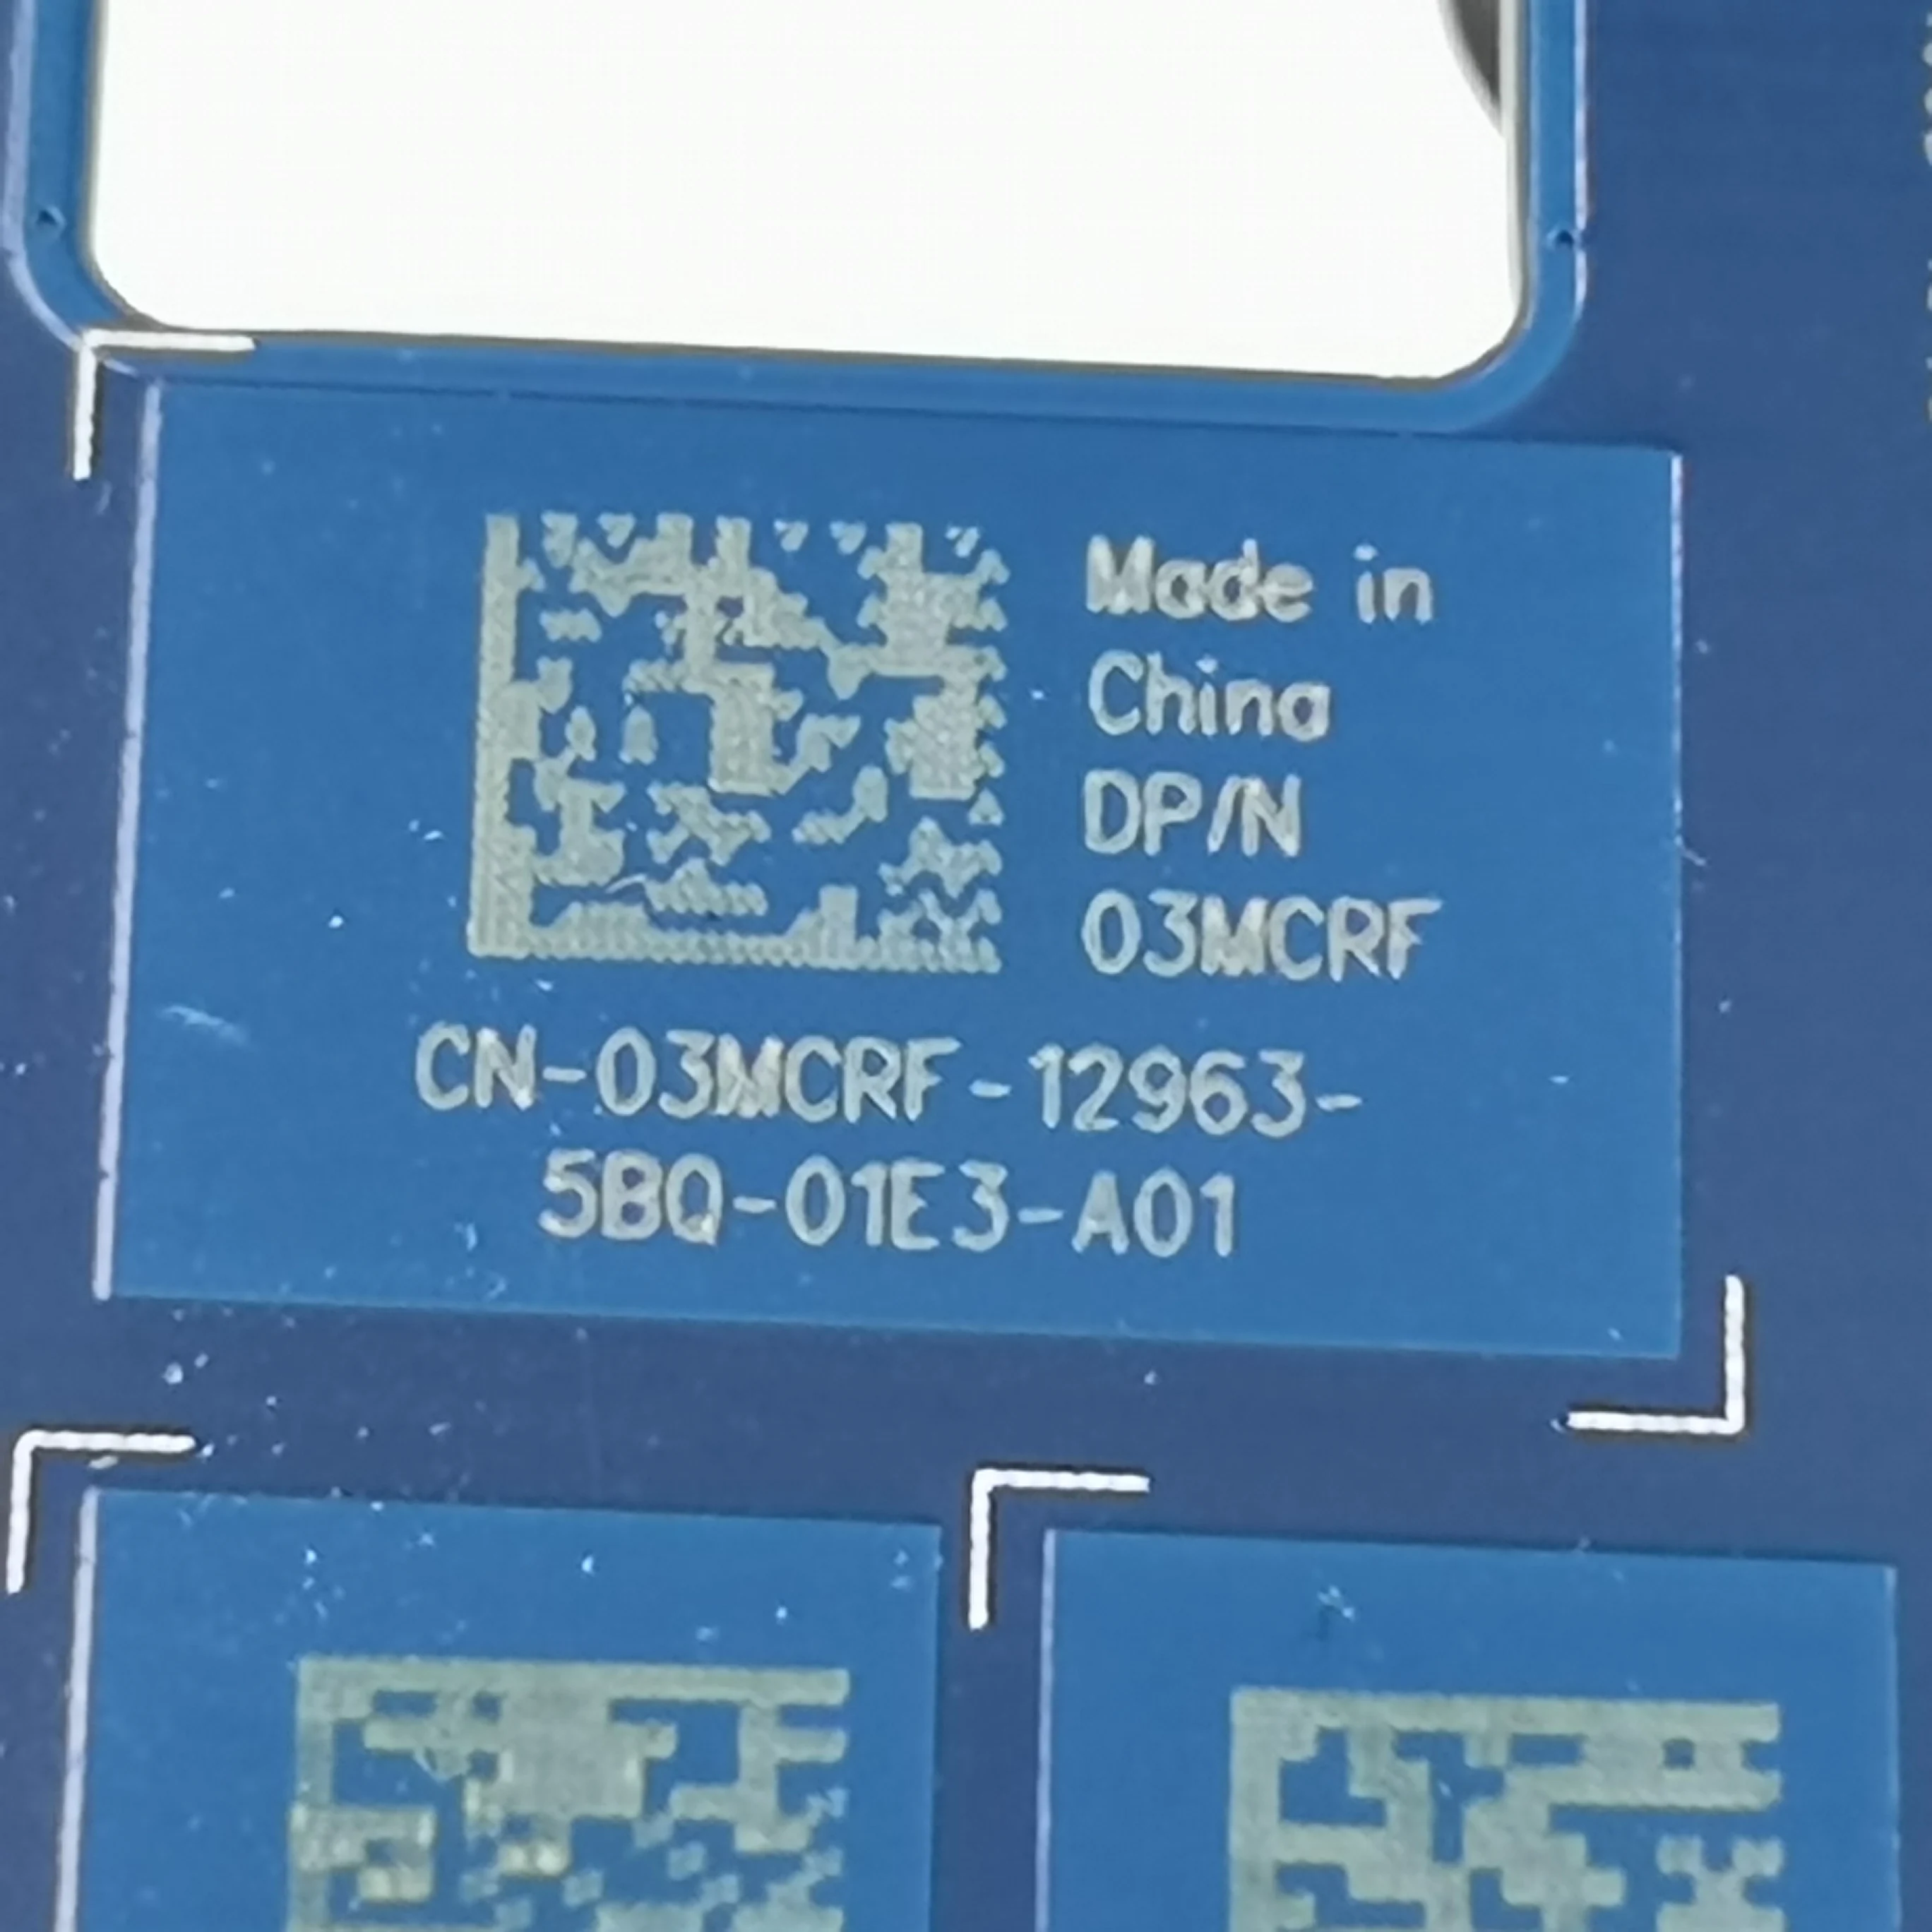 Made in
China
DP/N
03MCRF
CN-03MCRF-12963-
5BQ-01E3-A01